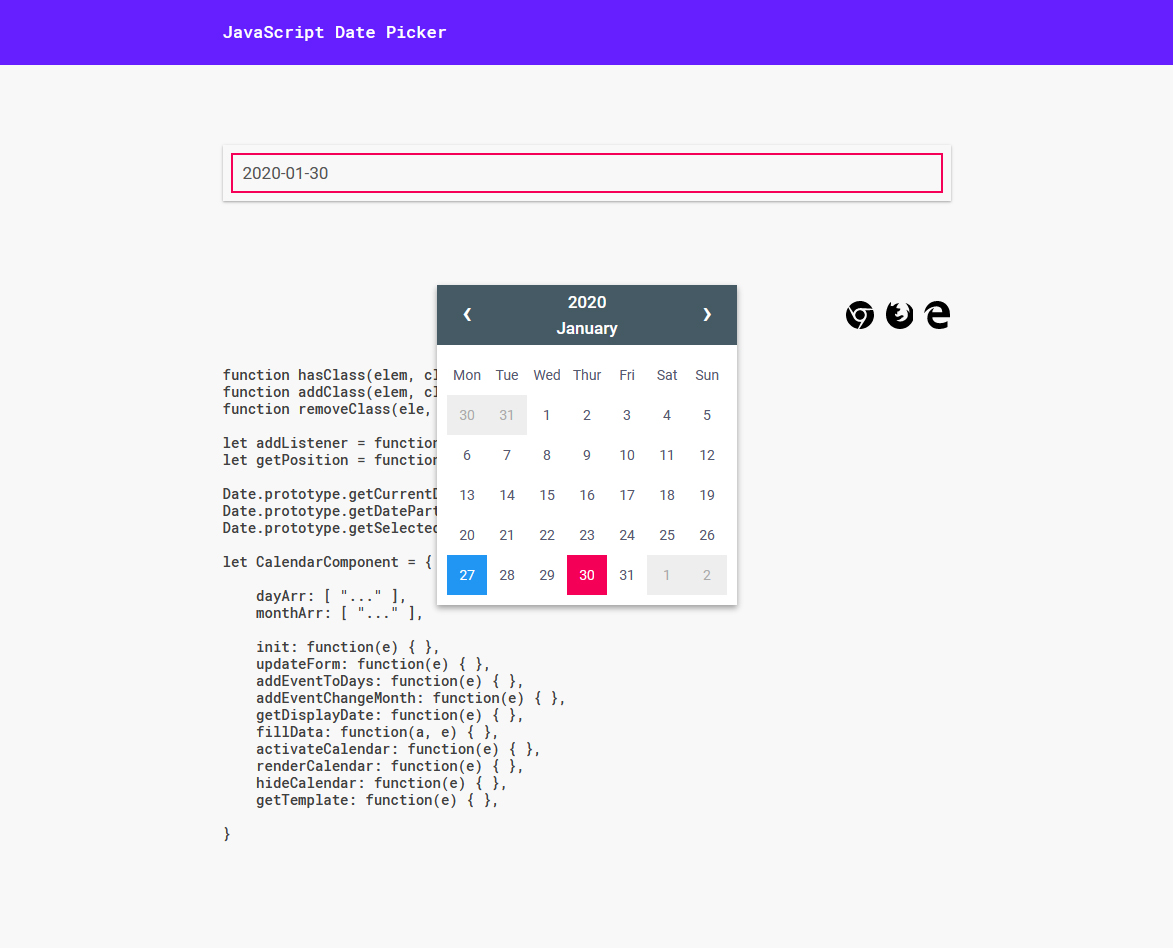 JavaScript Date Picker
2020-01-30
❮ 2020 ❯
January
Mon Tue Wed Thur Fri Sat Sun
30 31 1 2 3 4 5
6 7 8 9 10 11 12
13 14 15 16 17 18 19
20 21 22 23 24 25 26
27 28 29 30 31 1 2
function hasClass(elem, cl
function addClass(elem, cl
function removeClass(ele,
let addListener = function
let getPosition = function
Date.prototype.getCurrentD
Date.prototype.getDatePart
Date.prototype.getSelected
let CalendarComponent = {
dayArr: [ "..." ],
monthArr: [ "..." ],
init: function(e) { },
updateForm: function(e) { },
addEventToDays: function(e) { },
addEventChangeMonth: function(e) { },
getDisplayDate: function(e) { },
fillData: function(a, e) { },
activateCalendar: function(e) { },
renderCalendar: function(e) { },
hideCalendar: function(e) { },
getTemplate: function(e) { },
}